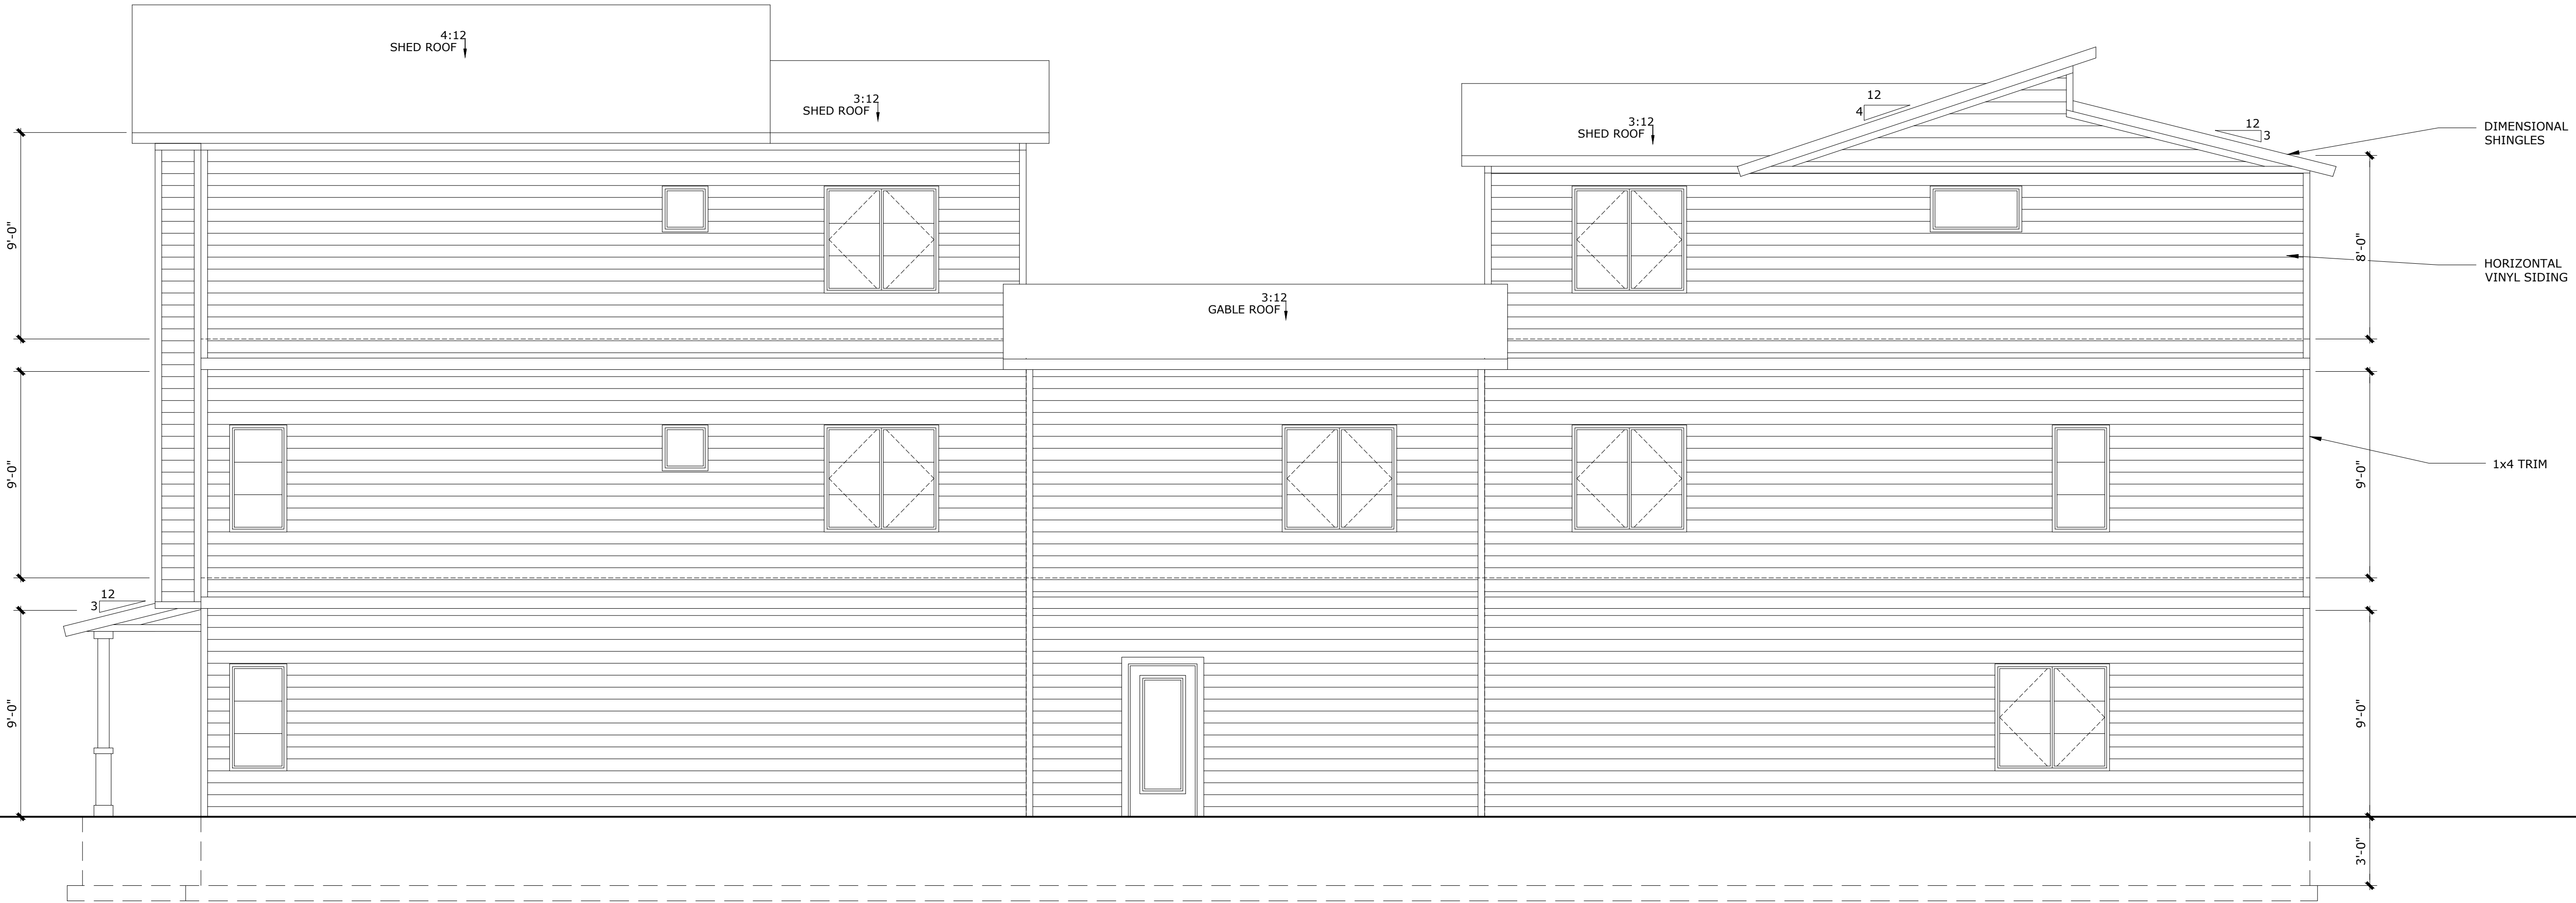 4:12
SHED ROOF
3:12
SHED ROOF
3:12
SHED ROOF
12
4
12
3
DIMENSIONAL
SHINGLES
9'-0"
8'-0"
HORIZONTAL
VINYL SIDING
3:12
GABLE ROOF
9'-0"
9'-0"
1x4 TRIM
12
3
9'-0"
9'-0"
3'-0"